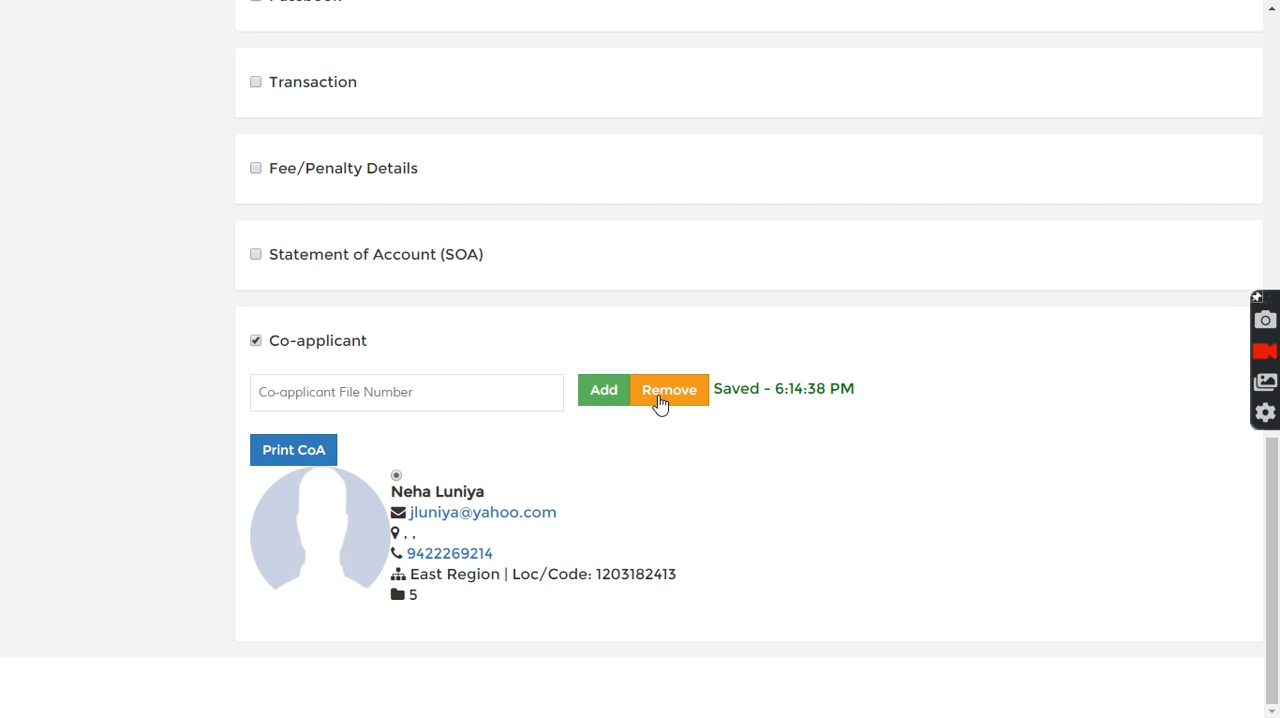 Passbook
Transaction
Fee/Penalty Details
Statement of Account (SOA)
Co-applicant
Co-applicant File Number
Add Remove Saved - 6:14:38 PM
Print CoA
Neha Luniya
jluniya@yahoo.com
, ,
9422269214
East Region | Loc/Code: 1203182413
5